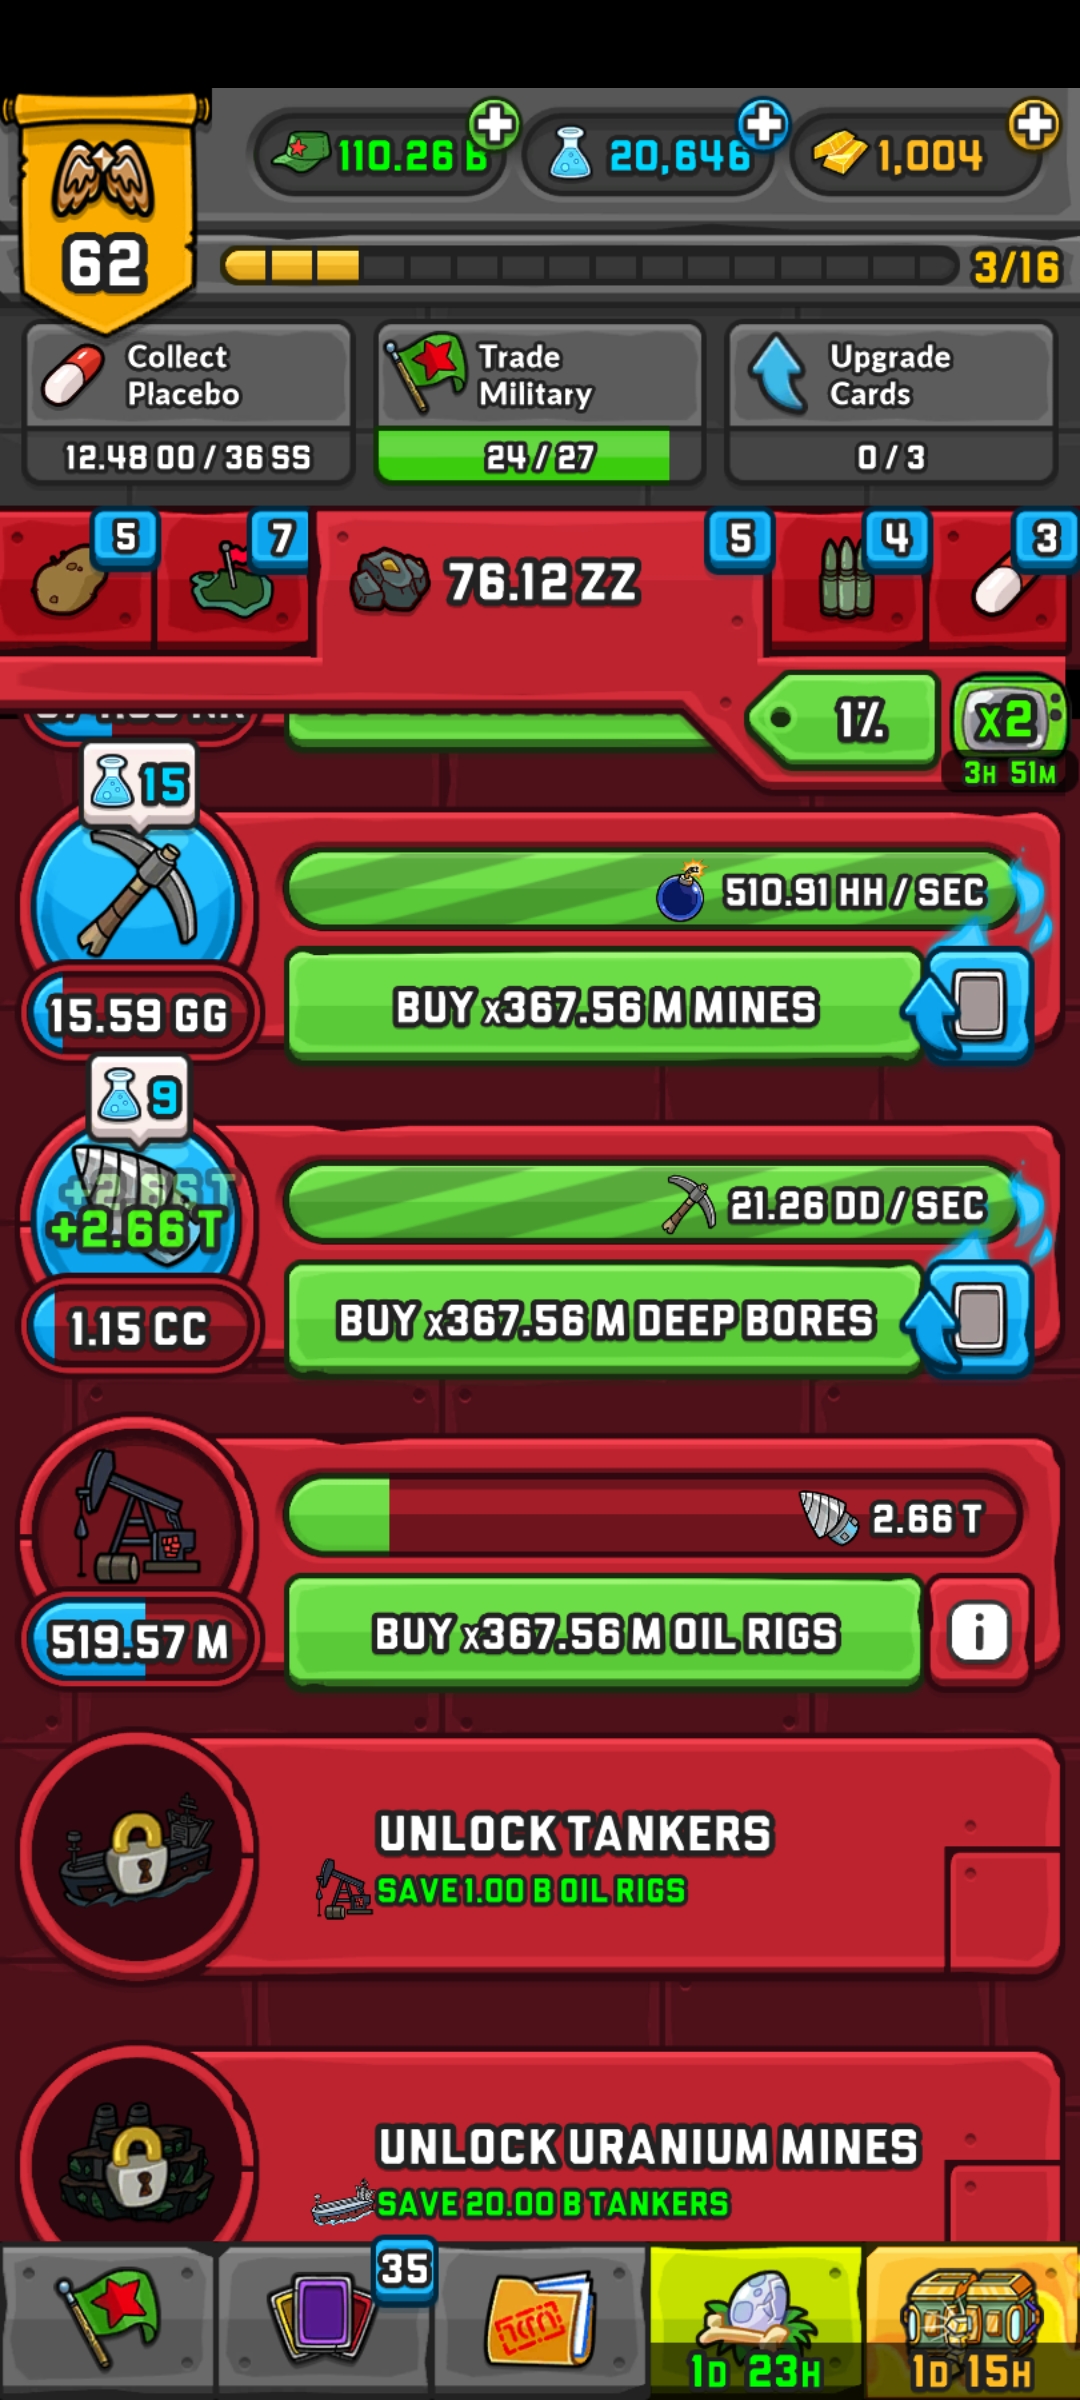 110.26 B
20,646
1,004
62
3/16
Collect
Placebo
12.48 OO / 36 SS
Trade
Military
24 / 27
Upgrade
Cards
0 / 3
5
7
76.12 ZZ
5
4
3
1%
x2
3H 51M
15
510.91 HH / SEC
15.59 GG
BUY x367.56 M MINES
9
+2.66 T
+2.66 T
21.26 DD / SEC
1.15 CC
BUY x367.56 M DEEP BORES
2.66 T
519.57 M
BUY x367.56 M OIL RIGS
i
UNLOCK TANKERS
SAVE 1.00 B OIL RIGS
UNLOCK URANIUM MINES
SAVE 20.00 B TANKERS
35
1D 23H
1D 15H